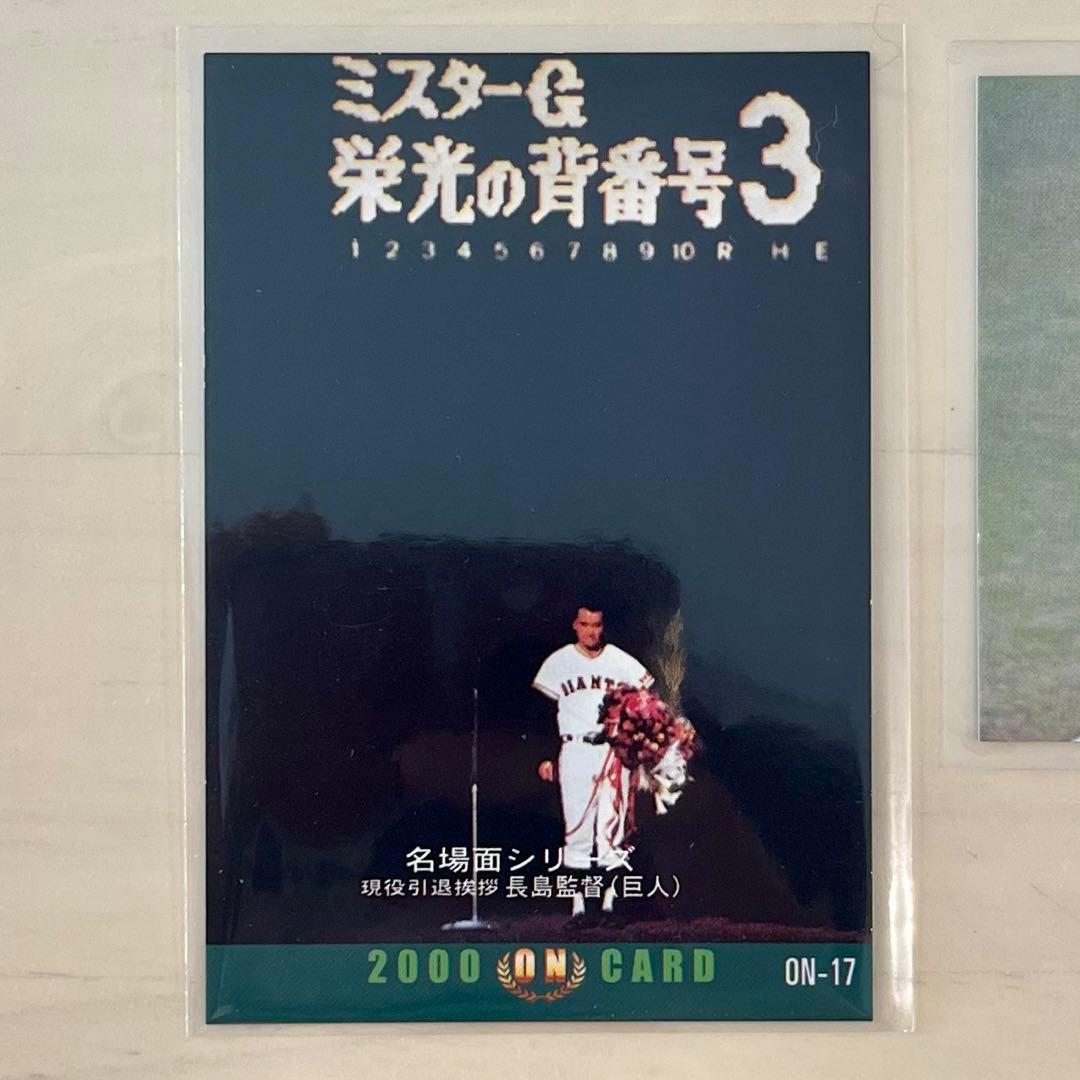 ミスターG
栄光の背番号3
1 2 3 4 5 6 7 8 9 10 R H E
GIANTS
名場面シリーズ
現役引退挨拶 長島監督(巨人)
2000 ON CARD ON-17